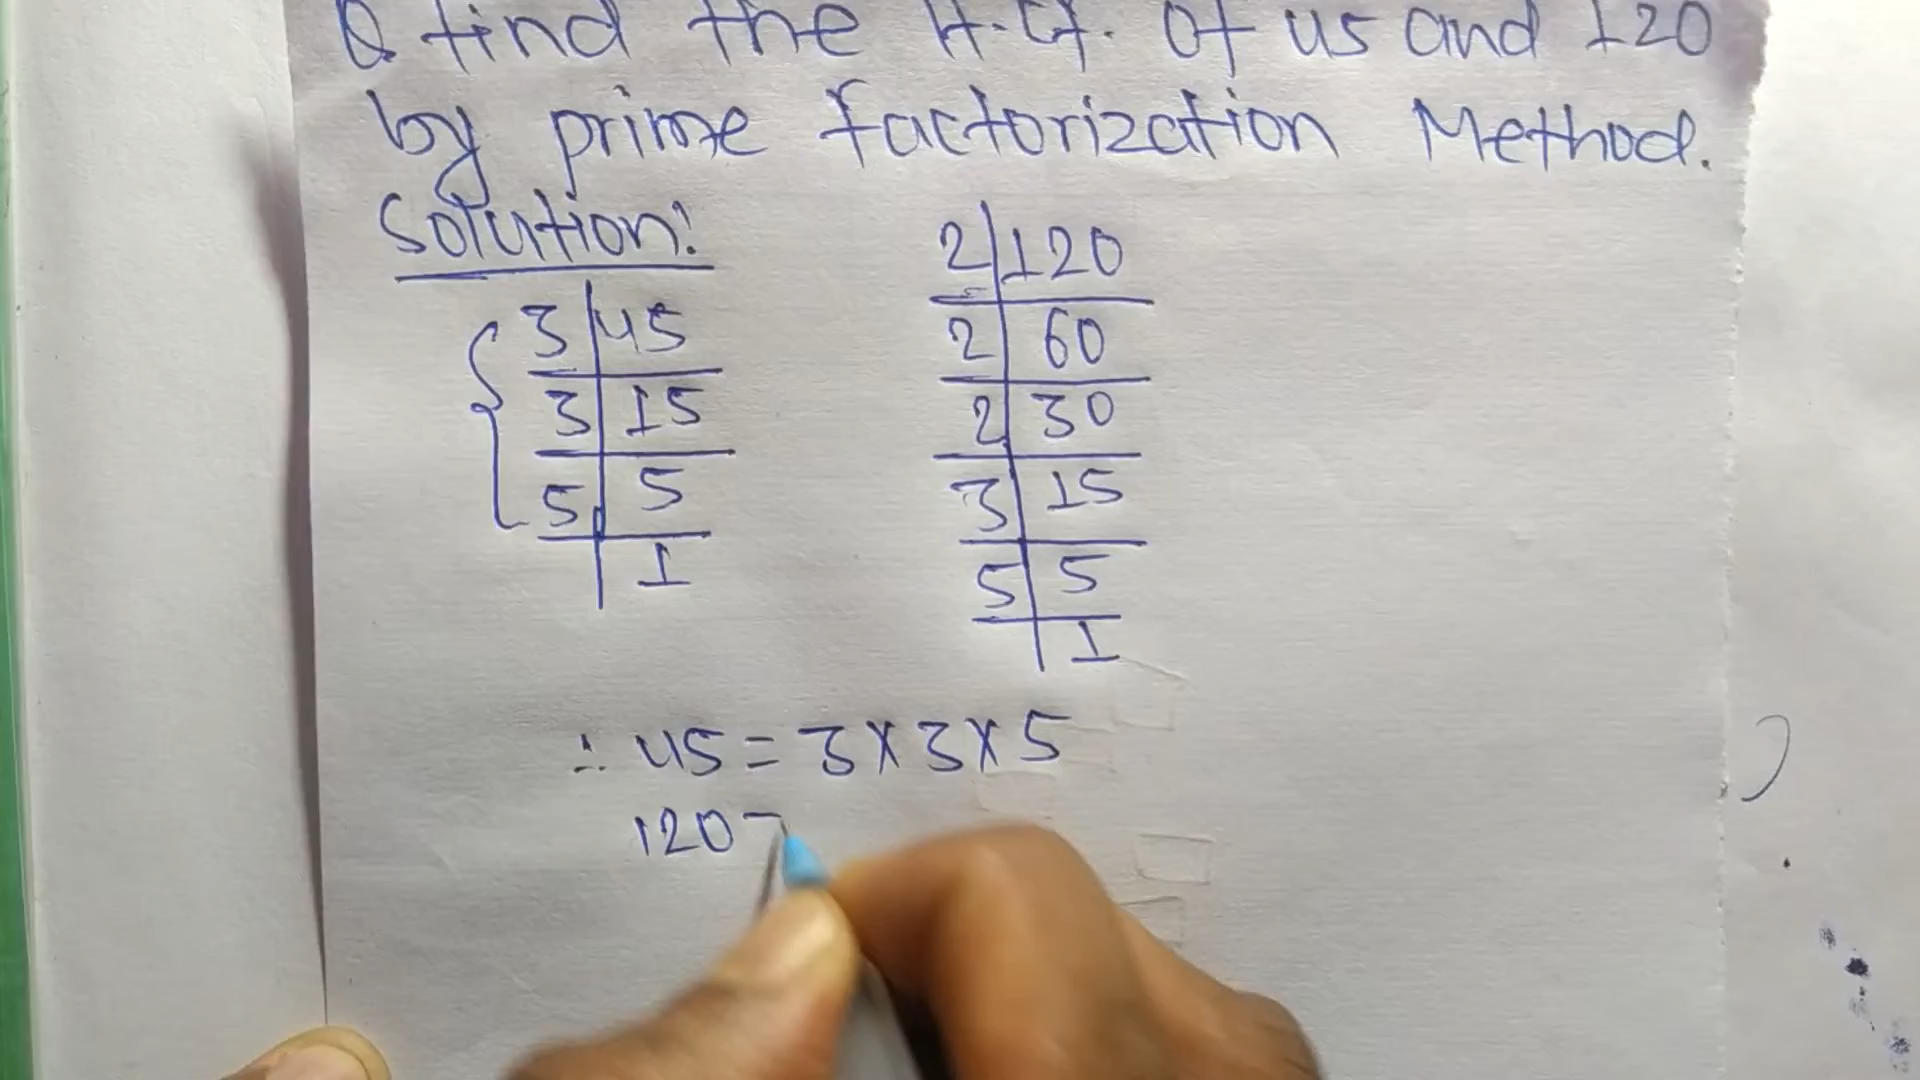 Q find the H.C.f. Of 45 and 120
by prime factorization Method.
Solution:
3|45
3|15
5|5
|1
2|120
2|60
2|30
3|15
5|5
|1
∴ 45 = 3×3×5
120 =